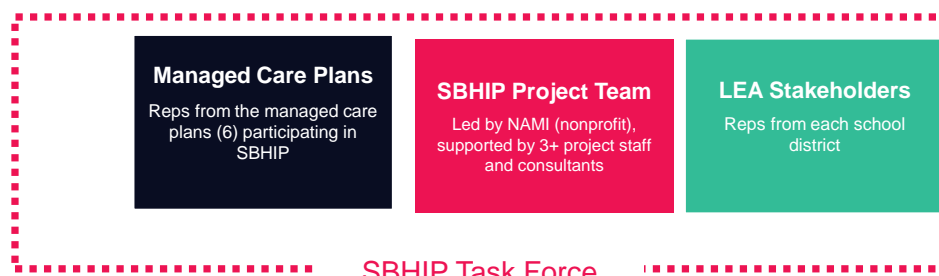 Managed Care Plans
Reps from the managed care
plans (6) participating in
SBHIP
SBHIP Project Team
Led by NAMI (nonprofit),
supported by 3+ project staff
and consultants
LEA Stakeholders
Reps from each school
district
SBHIP Task Force